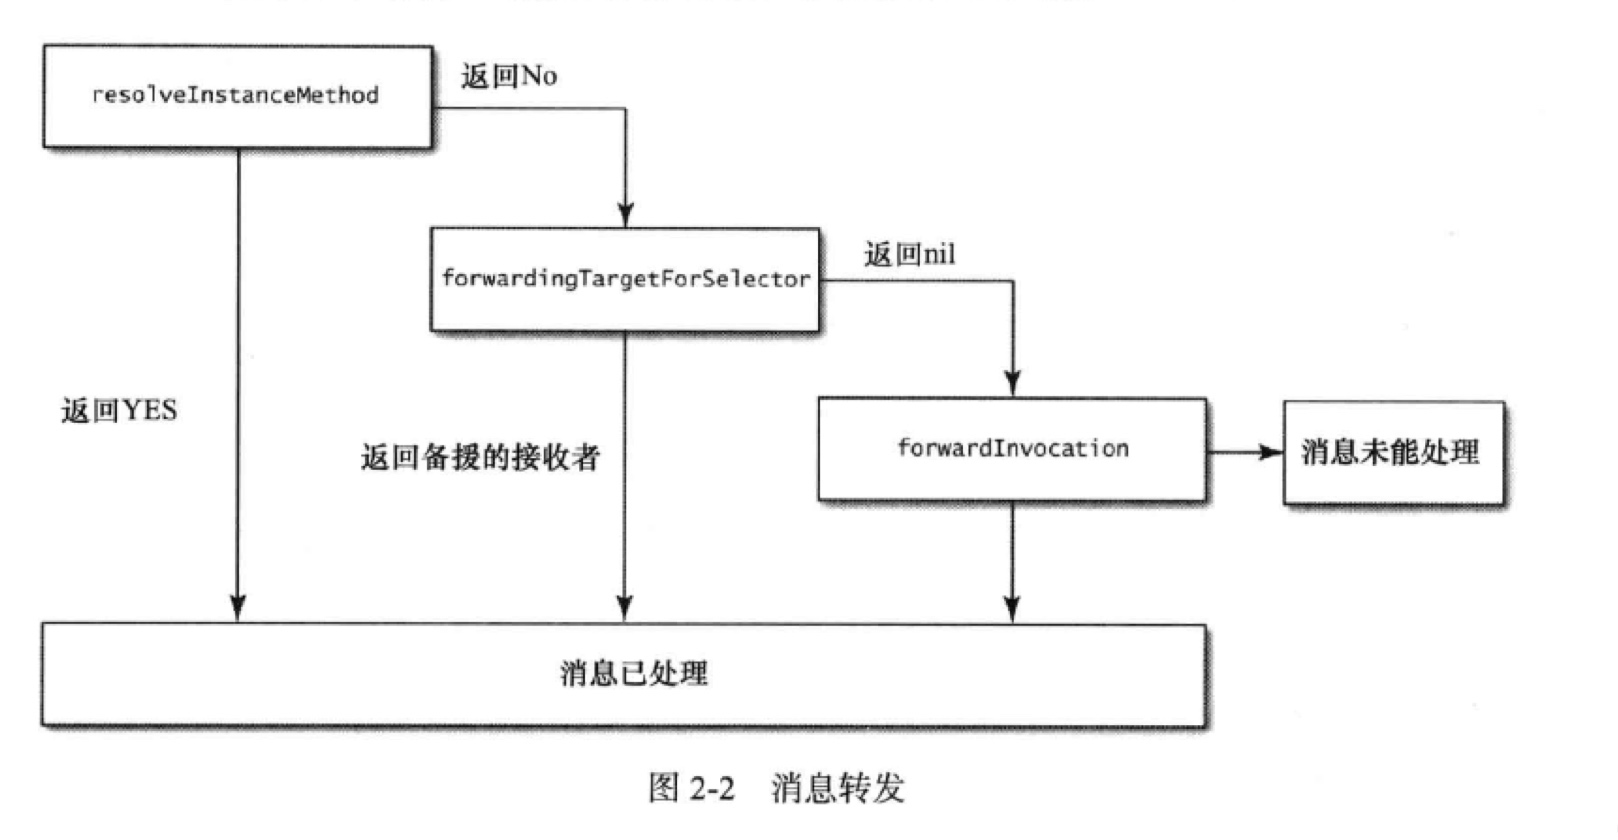 resolveInstanceMethod
返回No
forwardingTargetForSelector
返回nil
返回YES
返回备援的接收者
forwardInvocation
消息未能处理
消息已处理
图 2-2 消息转发